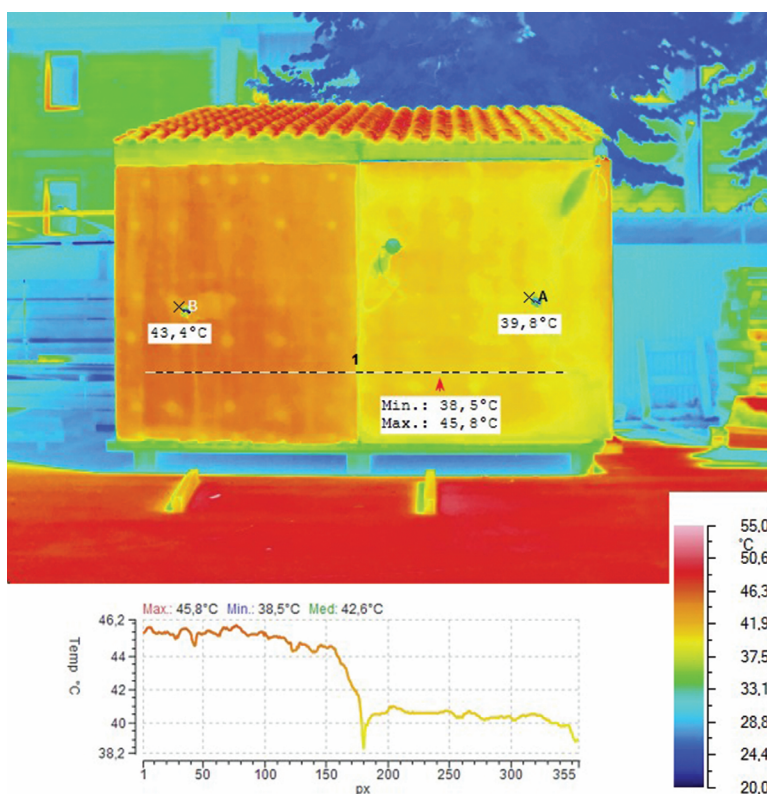 B
43,4°C
A
39,8°C
1
Min.: 38,5°C
Max.: 45,8°C
55,0
°C
50,6
46,3
41,9
37,5
33,1
28,8
24,4
20,0
Max.: 45,8°C Min.: 38,5°C Med: 42,6°C
Temp °C
46,2
44
42
40
38,2
1 50 100 150 200 250 300 355
px